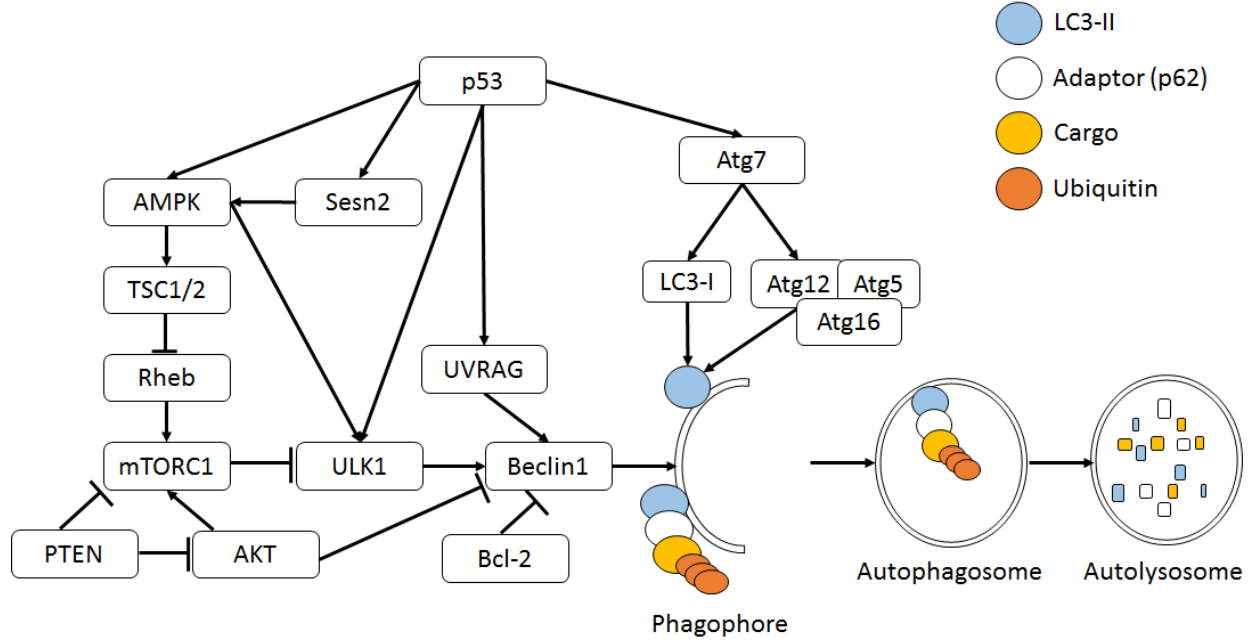 LC3-II
Adaptor (p62)
Cargo
Ubiquitin
p53
Atg7
AMPK
Sesn2
TSC1/2
LC3-I
Atg12
Atg5
Atg16
Rheb
UVRAG
mTORC1
ULK1
Beclin1
PTEN
AKT
Bcl-2
Phagophore
Autophagosome
Autolysosome